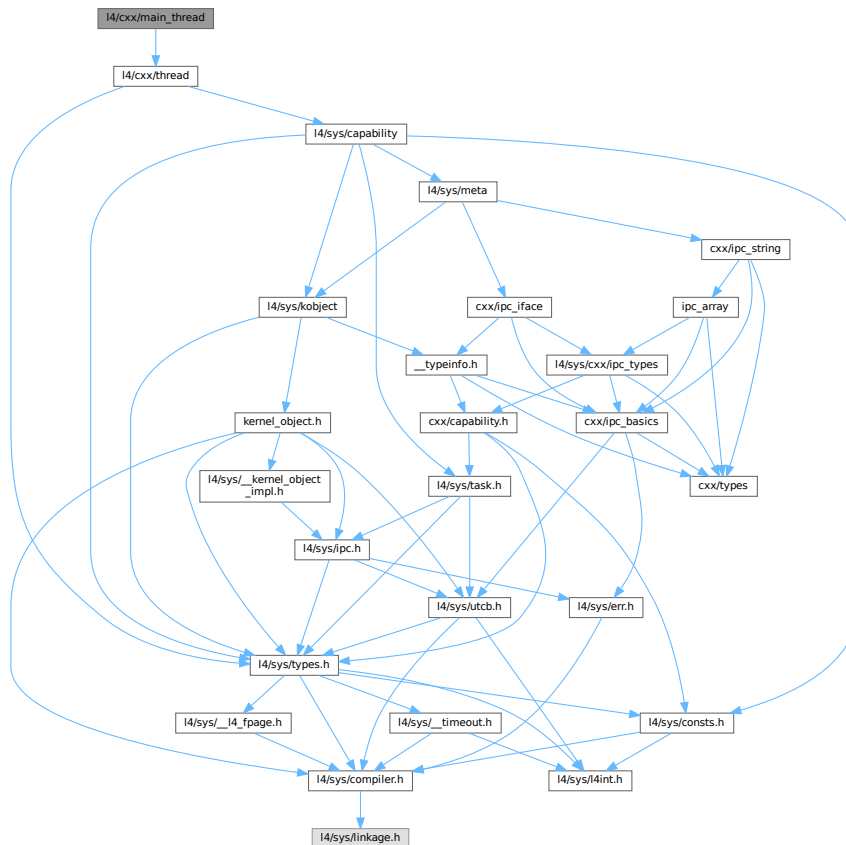 l4/cxx/main_thread
l4/cxx/thread
l4/sys/capability
l4/sys/meta
cxx/ipc_string
l4/sys/kobject
cxx/ipc_iface
ipc_array
__typeinfo.h
l4/sys/cxx/ipc_types
kernel_object.h
cxx/capability.h
cxx/ipc_basics
l4/sys/__kernel_object
_impl.h
l4/sys/task.h
cxx/types
l4/sys/ipc.h
l4/sys/utcb.h
l4/sys/err.h
l4/sys/types.h
l4/sys/__l4_fpage.h
l4/sys/__timeout.h
l4/sys/consts.h
l4/sys/compiler.h
l4/sys/l4int.h
l4/sys/linkage.h